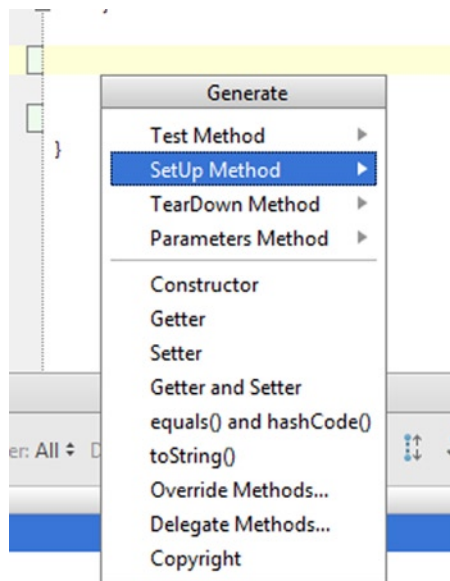 Generate
}
Test Method
SetUp Method
TearDown Method
Parameters Method
Constructor
Getter
Setter
Getter and Setter
equals() and hashCode()
er: All
D
toString()
Override Methods...
Delegate Methods...
Copyright